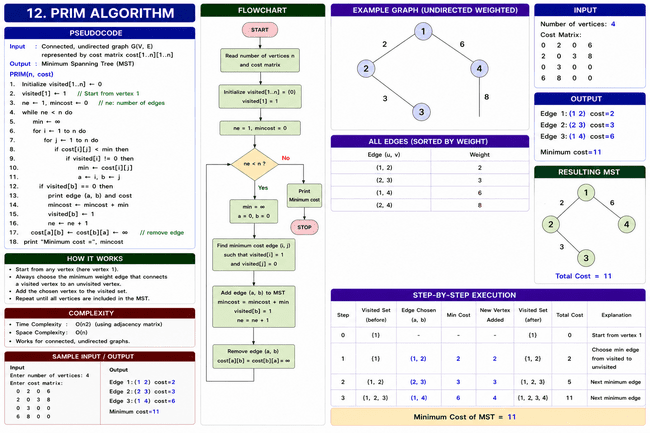 12. PRIM ALGORITHM
PSEUDOCODE
Input : Connected, undirected graph G(V, E)
represented by cost matrix cost[1..n][1..n]
Output : Minimum Spanning Tree (MST)
PRIM(n, cost)
1. Initialize visited[1..n] ← 0
2. visited[1] ← 1 // Start from vertex 1
3. ne ← 1, mincost ← 0 // ne: number of edges
4. while ne < n do
5. min ← ∞
6. for i ← 1 to n do
7. for j ← 1 to n do
8. if cost[i][j] < min then
9. if visited[i] != 0 then
10. min ← cost[i][j]
11. a ← i, b ← j
12. if visited[b] == 0 then
13. print edge (a, b) and cost
14. mincost ← mincost + min
15. visited[b] ← 1
16. ne ← ne + 1
17. cost[a][b] ← cost[b][a] ← ∞ // remove edge
18. print "Minimum cost =", mincost
HOW IT WORKS
• Start from any vertex (here vertex 1).
• Always choose the minimum weight edge that connects
a visited vertex to an unvisited vertex.
• Add the chosen vertex to the visited set.
• Repeat until all vertices are included in the MST.
COMPLEXITY
• Time Complexity : O(n2) (using adjacency matrix)
• Space Complexity : O(n)
• Works for connected, undirected graphs.
SAMPLE INPUT / OUTPUT
Input
Enter number of vertices: 4
Enter cost matrix:
0 2 0 6
2 0 3 8
0 3 0 0
6 8 0 0
Output
Edge 1:(1 2) cost=2
Edge 2:(2 3) cost=3
Edge 3:(1 4) cost=6
Minimum cost=11
FLOWCHART
START
Read number of vertices n
and cost matrix
Initialize visited[1..n] = {0}
visited[1] = 1
ne = 1, mincost = 0
ne < n ?
No
Yes
Print
Minimum cost
STOP
min = ∞
a = 0, b = 0
Find minimum cost edge (i, j)
such that visited[i] = 1
and visited[j] = 0
Add edge (a, b) to MST
mincost = mincost + min
visited[b] = 1
ne = ne + 1
Remove edge (a, b)
cost[a][b] = cost[b][a] = ∞
EXAMPLE GRAPH (UNDIRECTED WEIGHTED)
1
2
6
2
4
3
8
3
ALL EDGES (SORTED BY WEIGHT)
Edge (u, v) Weight
(1, 2) 2
(2, 3) 3
(1, 4) 6
(2, 4) 8
INPUT
Number of vertices: 4
Cost Matrix:
0 2 0 6
2 0 3 8
0 3 0 0
6 8 0 0
OUTPUT
Edge 1:(1 2) cost=2
Edge 2:(2 3) cost=3
Edge 3:(1 4) cost=6
Minimum cost=11
RESULTING MST
1
2
6
2
4
3
3
Total Cost = 11
STEP-BY-STEP EXECUTION
Step Visited Set (before) Edge Chosen (a, b) Min Cost New Vertex Added Visited Set (after) Total Cost Explanation
0 {1} - - - {1} 0 Start from vertex 1
1 {1} (1, 2) 2 2 {1, 2} 2 Choose min edge from visited to unvisited
2 {1, 2} (2, 3) 3 3 {1, 2, 3} 5 Next minimum edge
3 {1, 2, 3} (1, 4) 6 4 {1, 2, 3, 4} 11 Next minimum edge
Minimum Cost of MST = 11